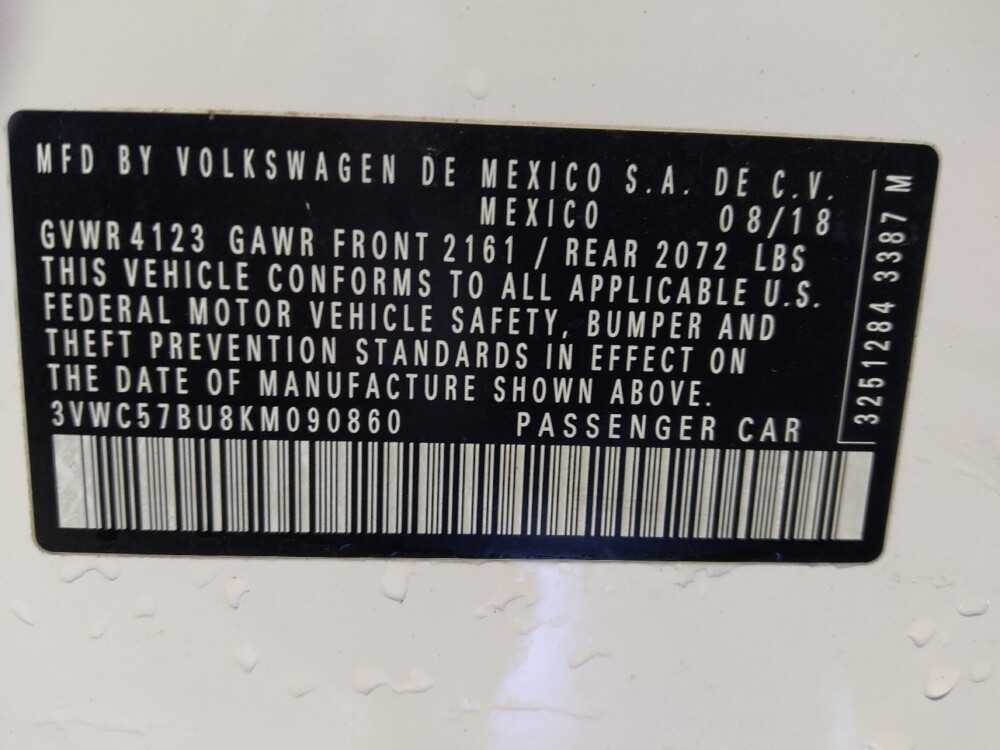 MFD BY VOLKSWAGEN DE MEXICO S.A. DE C.V.
MEXICO 08/18
GVWR 4123 GAWR FRONT 2161 / REAR 2072 LBS
THIS VEHICLE CONFORMS TO ALL APPLICABLE U.S.
FEDERAL MOTOR VEHICLE SAFETY, BUMPER AND
THEFT PREVENTION STANDARDS IN EFFECT ON
THE DATE OF MANUFACTURE SHOWN ABOVE.
3VWC57BU8KM090860 PASSENGER CAR
3251284 3387 M